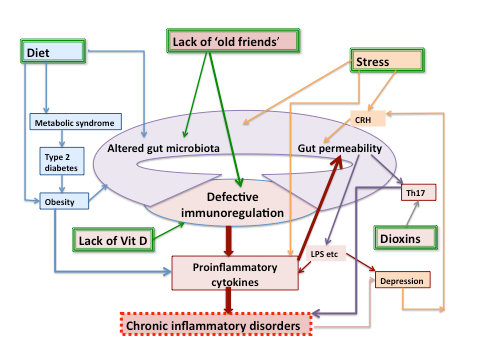 Lack of 'old friends'
Diet
Stress
Metabolic syndrome
CRH
Altered gut microbiota
Gut permeability
Type 2
diabetes
Th17
Obesity
Defective
immunoregulation
Lack of Vit D
Dioxins
LPS etc
Proinflammatory
cytokines
Depression
Chronic inflammatory disorders